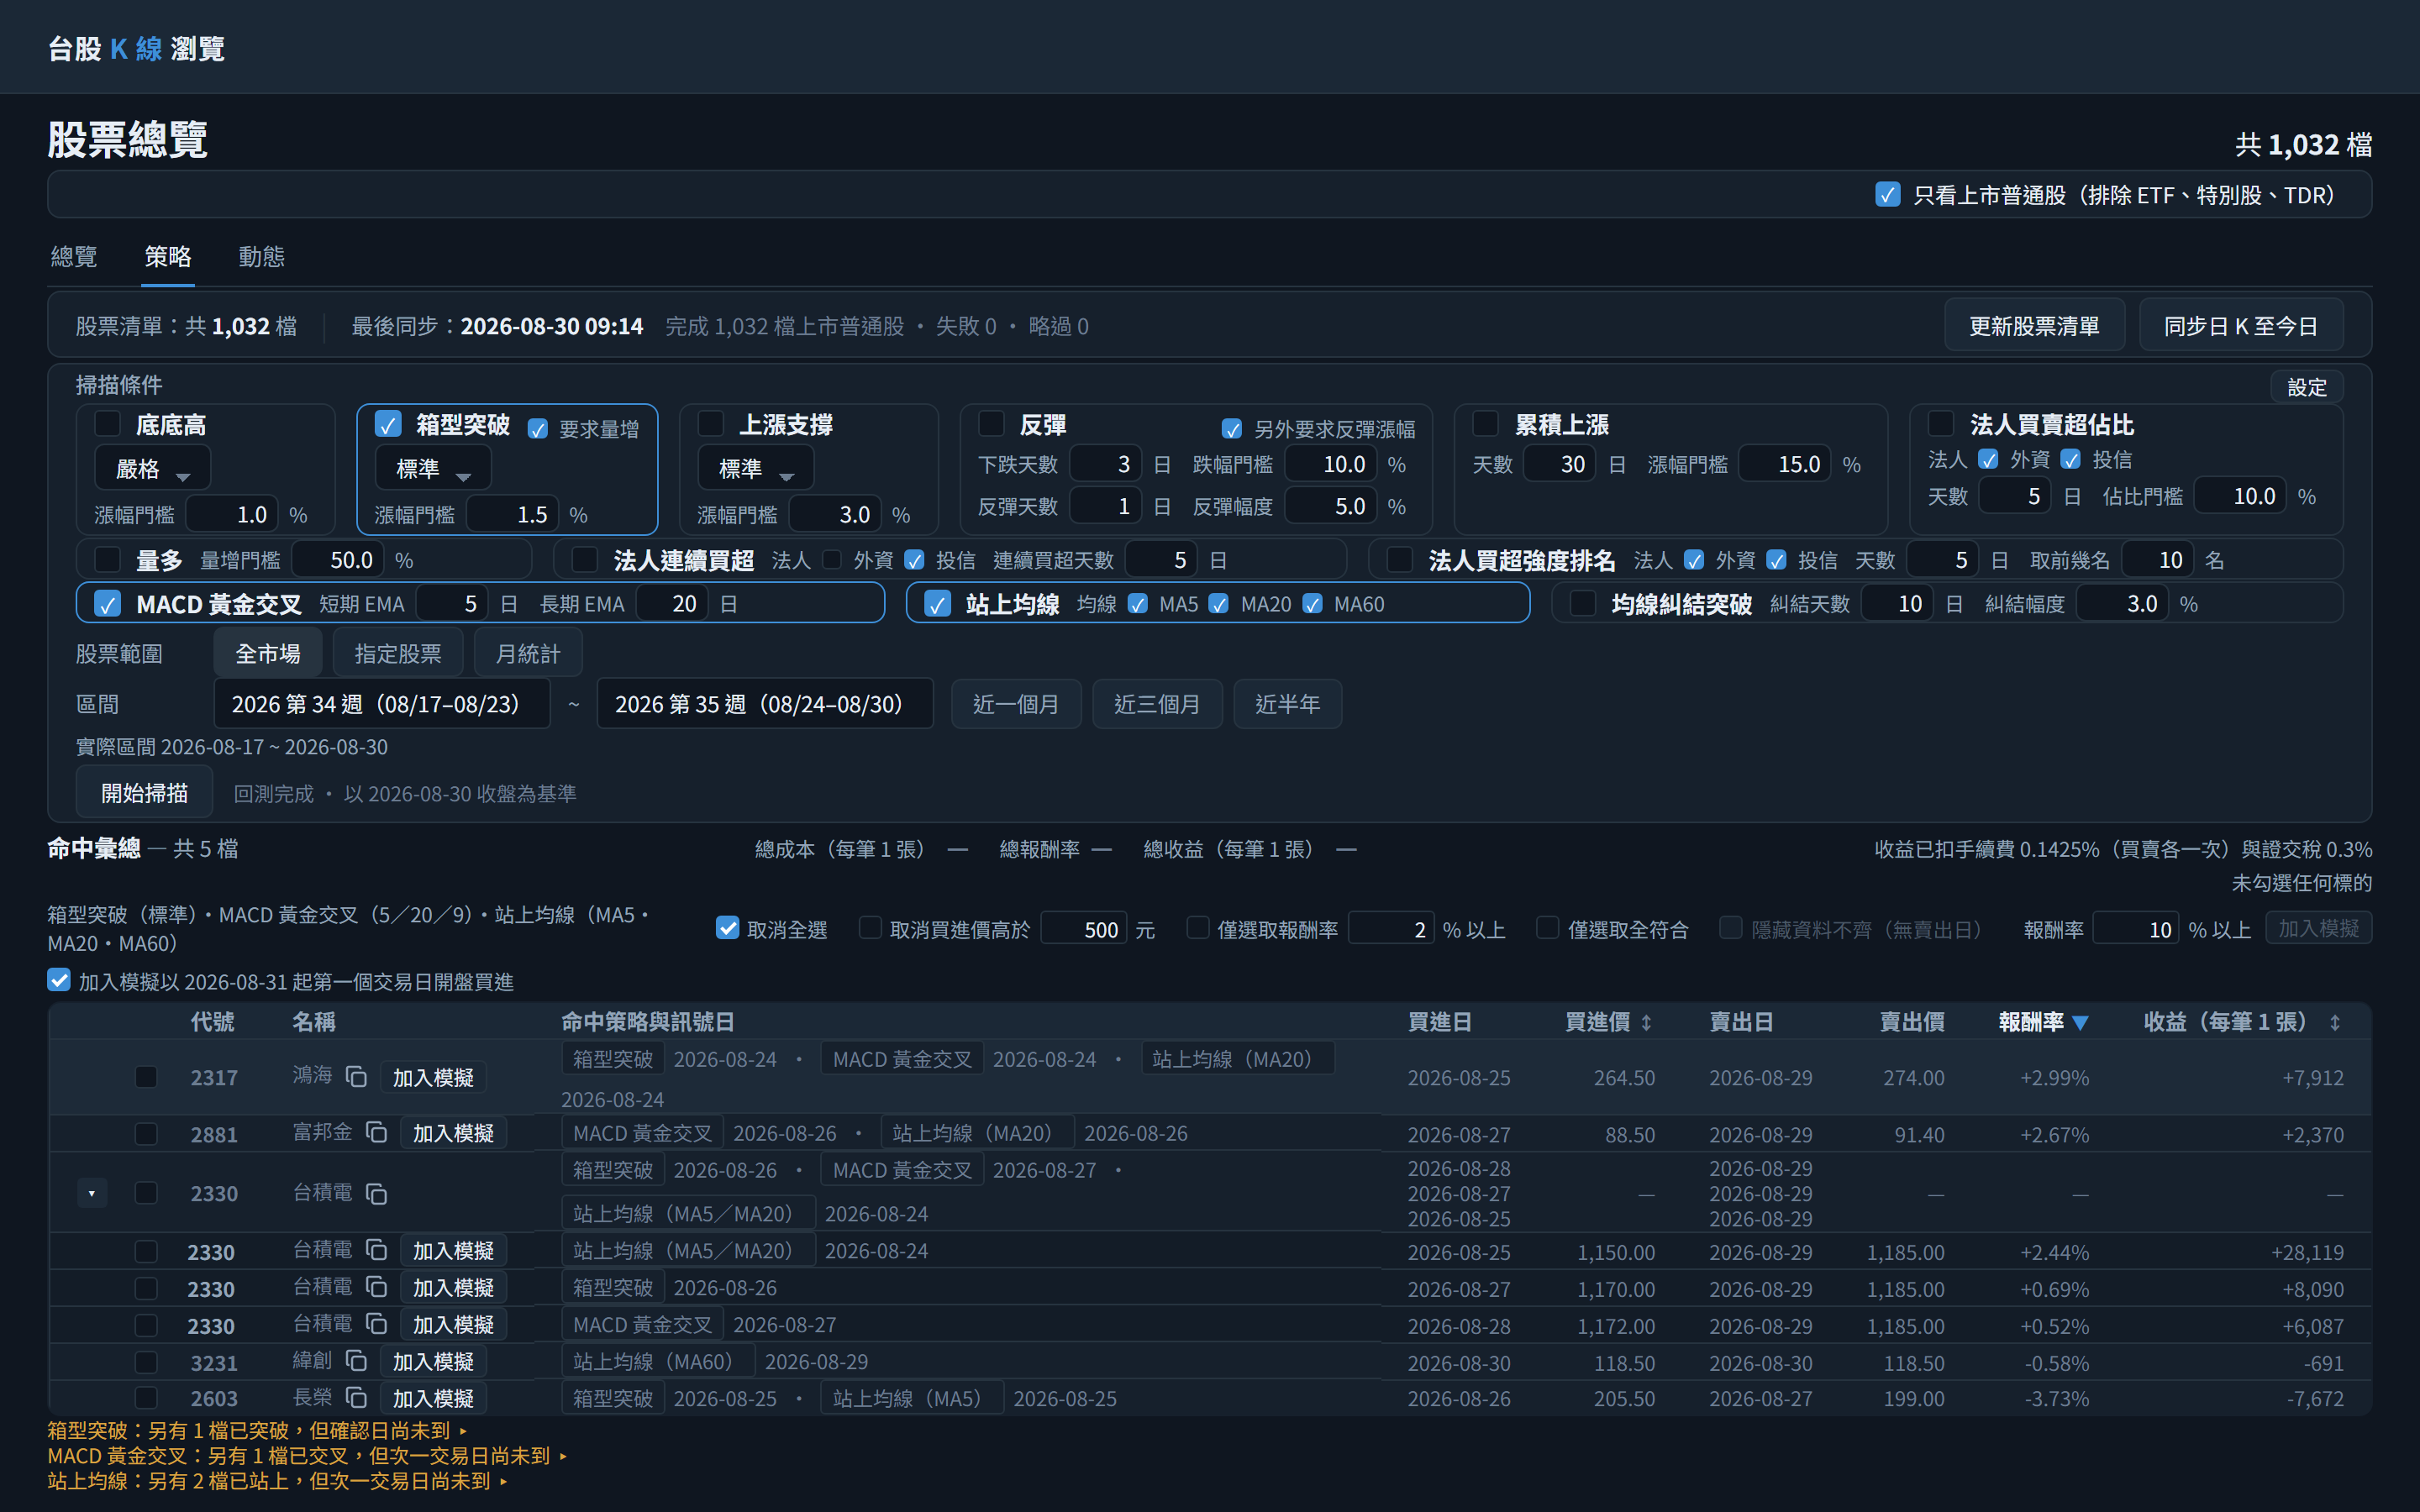 台股 K 線 瀏覽
股票總覽
共 1,032 檔
只看上市普通股（排除 ETF、特別股、TDR）
總覽 策略 動態
股票清單：共 1,032 檔 最後同步：2026-08-30 09:14 完成 1,032 檔上市普通股 · 失敗 0 · 略過 0 更新股票清單 同步日 K 至今日
掃描條件 設定
底底高
嚴格
漲幅門檻 1.0 %
箱型突破 要求量增
標準
漲幅門檻 1.5 %
上漲支撐
標準
漲幅門檻 3.0 %
反彈 另外要求反彈漲幅
下跌天數 3 日 跌幅門檻 10.0 %
反彈天數 1 日 反彈幅度 5.0 %
累積上漲
天數 30 日 漲幅門檻 15.0 %
法人買賣超佔比
法人 外資 投信
天數 5 日 佔比門檻 10.0 %
量多 量增門檻 50.0 %
法人連續買超 法人 外資 投信 連續買超天數 5 日
法人買超強度排名 法人 外資 投信 天數 5 日 取前幾名 10 名
MACD 黃金交叉 短期 EMA 5 日 長期 EMA 20 日
站上均線 均線 MA5 MA20 MA60
均線糾結突破 糾結天數 10 日 糾結幅度 3.0 %
股票範圍 全市場 指定股票 月統計
區間 2026 第 34 週（08/17–08/23） ~ 2026 第 35 週（08/24–08/30） 近一個月 近三個月 近半年
實際區間 2026-08-17 ~ 2026-08-30
開始掃描 回測完成 · 以 2026-08-30 收盤為基準
命中彙總 — 共 5 檔 總成本（每筆 1 張） — 總報酬率 — 總收益（每筆 1 張） — 收益已扣手續費 0.1425%（買賣各一次）與證交稅 0.3%
未勾選任何標的
箱型突破（標準）· MACD 黃金交叉（5／20／9）· 站上均線（MA5 ·
MA20 · MA60）
取消全選 取消買進價高於 500 元 僅選取報酬率 2 % 以上 僅選取全符合 隱藏資料不齊（無賣出日） 報酬率 10 % 以上 加入模擬
加入模擬以 2026-08-31 起第一個交易日開盤買進
代號 名稱 命中策略與訊號日 買進日 買進價 ↕ 賣出日 賣出價 報酬率 ▼ 收益（每筆 1 張） ↕
2317 鴻海 加入模擬 箱型突破 2026-08-24 · MACD 黃金交叉 2026-08-24 · 站上均線（MA20） 2026-08-25 264.50 2026-08-29 274.00 +2.99% +7,912
2026-08-24
2881 富邦金 加入模擬 MACD 黃金交叉 2026-08-26 · 站上均線（MA20） 2026-08-26 2026-08-27 88.50 2026-08-29 91.40 +2.67% +2,370
▾ 2330 台積電 箱型突破 2026-08-26 · MACD 黃金交叉 2026-08-27 ·
站上均線（MA5／MA20） 2026-08-24
2026-08-28 2026-08-29
2026-08-27 — 2026-08-29 — — —
2026-08-25 2026-08-29
2330 台積電 加入模擬 站上均線（MA5／MA20） 2026-08-24 2026-08-25 1,150.00 2026-08-29 1,185.00 +2.44% +28,119
2330 台積電 加入模擬 箱型突破 2026-08-26 2026-08-27 1,170.00 2026-08-29 1,185.00 +0.69% +8,090
2330 台積電 加入模擬 MACD 黃金交叉 2026-08-27 2026-08-28 1,172.00 2026-08-29 1,185.00 +0.52% +6,087
3231 緯創 加入模擬 站上均線（MA60） 2026-08-29 2026-08-30 118.50 2026-08-30 118.50 -0.58% -691
2603 長榮 加入模擬 箱型突破 2026-08-25 · 站上均線（MA5） 2026-08-25 2026-08-26 205.50 2026-08-27 199.00 -3.73% -7,672
箱型突破：另有 1 檔已突破，但確認日尚未到 ▸
MACD 黃金交叉：另有 1 檔已交叉，但次一交易日尚未到 ▸
站上均線：另有 2 檔已站上，但次一交易日尚未到 ▸